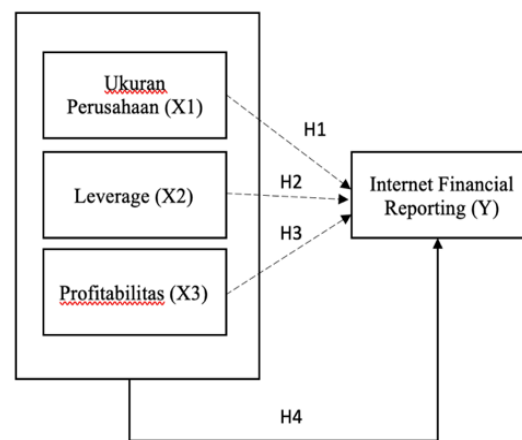 Ukuran
Perusahaan (X1)
H1
H2
Leverage (X2)
Internet Financial
Reporting (Y)
H3
Profitabilitas (X3)
H4